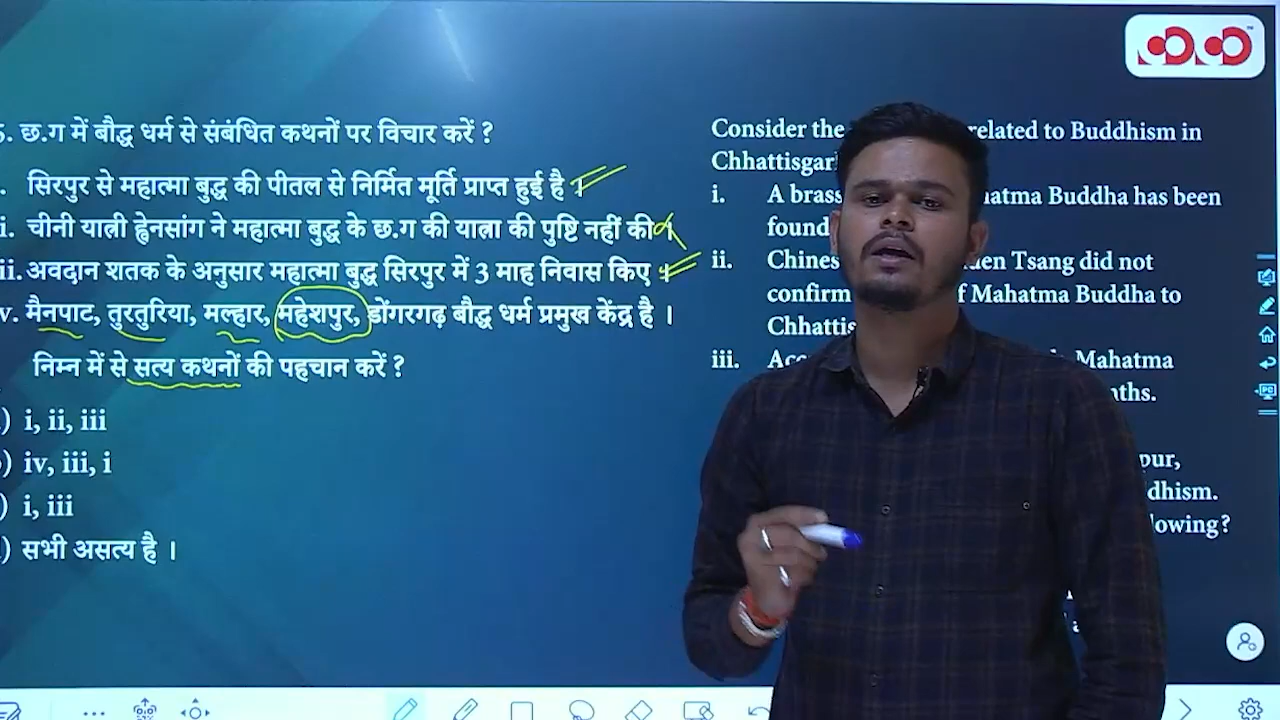 5. छ.ग में बौद्ध धर्म से संबंधित कथनों पर विचार करें ?
. सिरपुर से महात्मा बुद्ध की पीतल से निर्मित मूर्ति प्राप्त हुई है ।
i. चीनी यात्री ह्वेनसांग ने महात्मा बुद्ध के छ.ग की यात्रा की पुष्टि नहीं की ।
ii. अवदान शतक के अनुसार महात्मा बुद्ध सिरपुर में 3 माह निवास किए ।
v. मैनपाट, तुरतुरिया, मल्हार, महेशपुर, डोंगरगढ़ बौद्ध धर्म प्रमुख केंद्र है ।
निम्न में से सत्य कथनों की पहचान करें ?
) i, ii, iii
) iv, iii, i
) i, iii
) सभी असत्य है ।
Consider the related to Buddhism in
Chhattisgar
i. A brass hatma Buddha has been
found
ii. Chines uen Tsang did not
confirm f Mahatma Buddha to
Chhattis
iii. Acc Mahatma
nths.
pur,
dhism.
lowing?